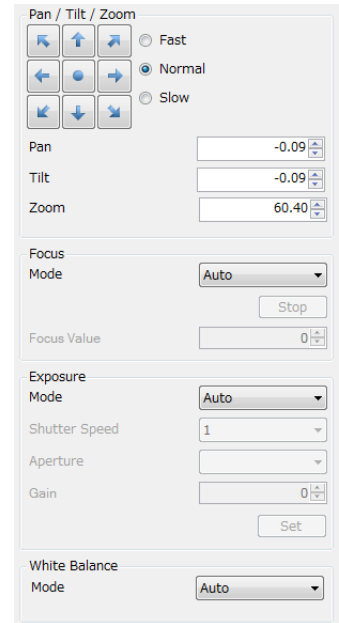 Pan / Tilt / Zoom
Fast
Normal
Slow
Pan -0.09
Tilt -0.09
Zoom 60.40
Focus
Mode Auto
Stop
Focus Value 0
Exposure
Mode Auto
Shutter Speed 1
Aperture
Gain 0
Set
White Balance
Mode Auto